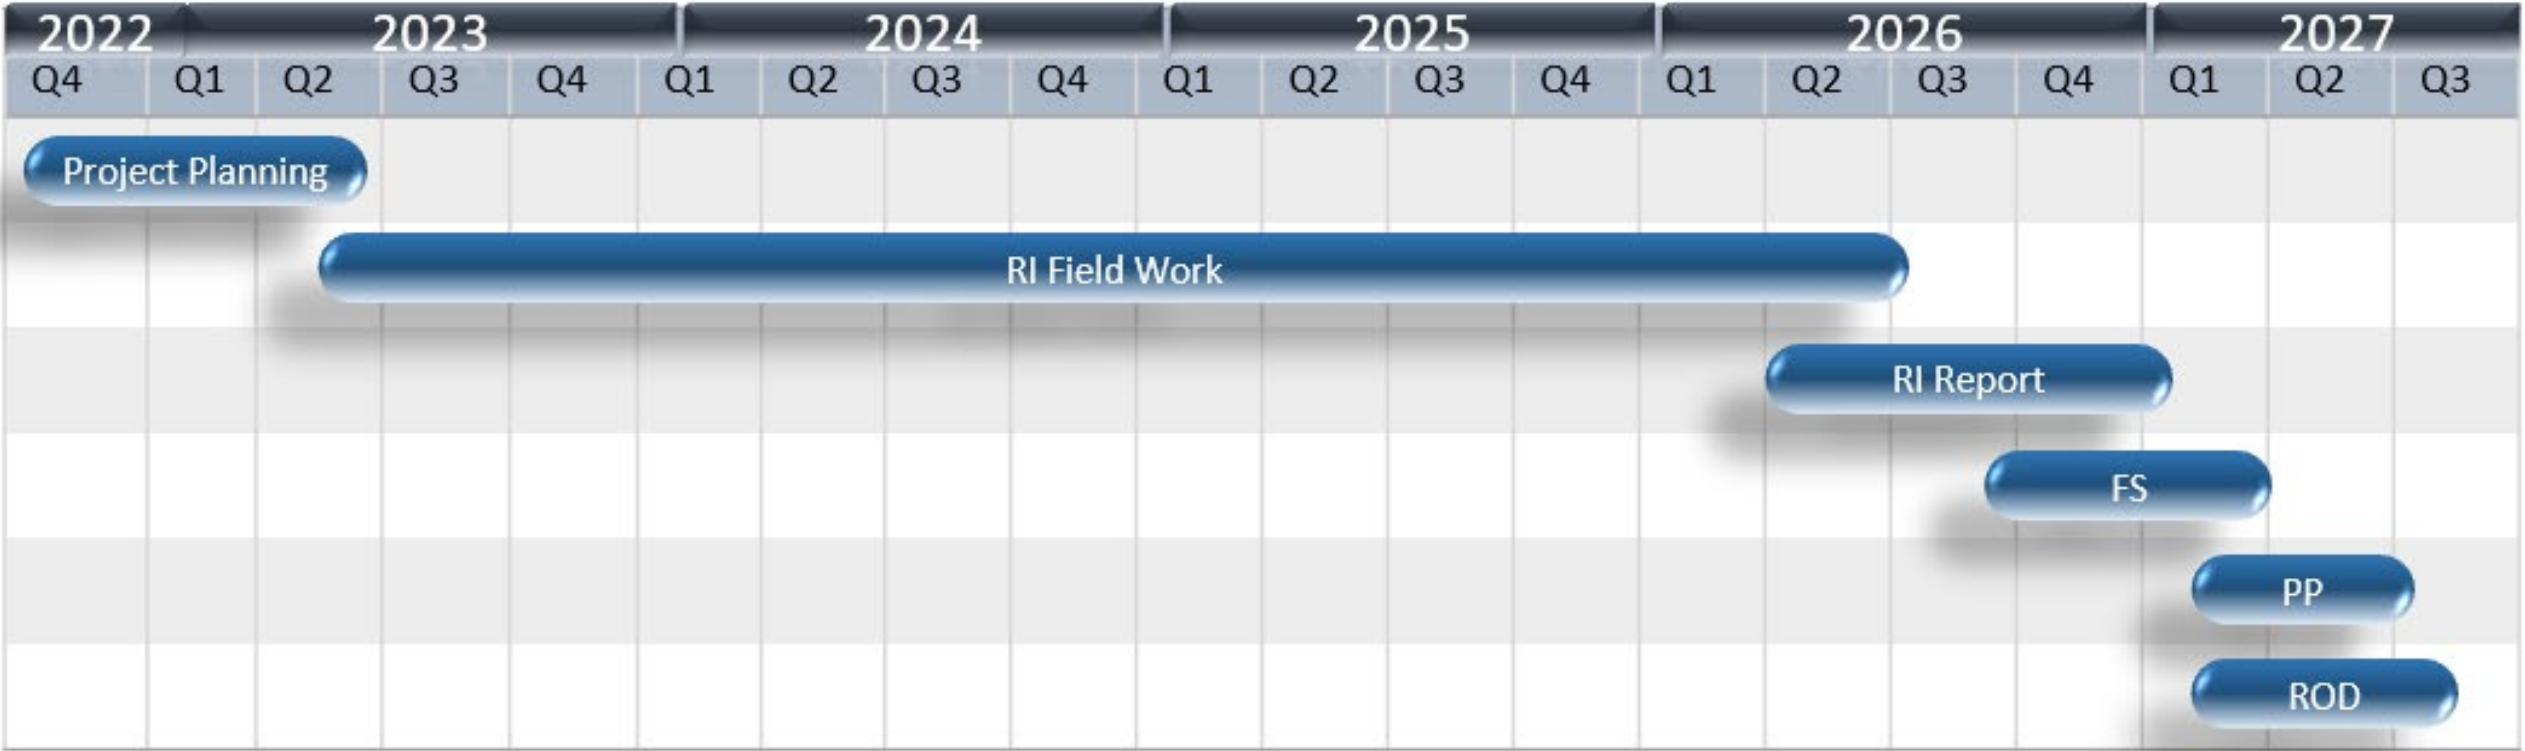 2022 2023 2024 2025 2026 2027
Q4 Q1 Q2 Q3 Q4 Q1 Q2 Q3 Q4 Q1 Q2 Q3 Q4 Q1 Q2 Q3 Q4 Q1 Q2 Q3
Project Planning
RI Field Work
RI Report
FS
PP
ROD